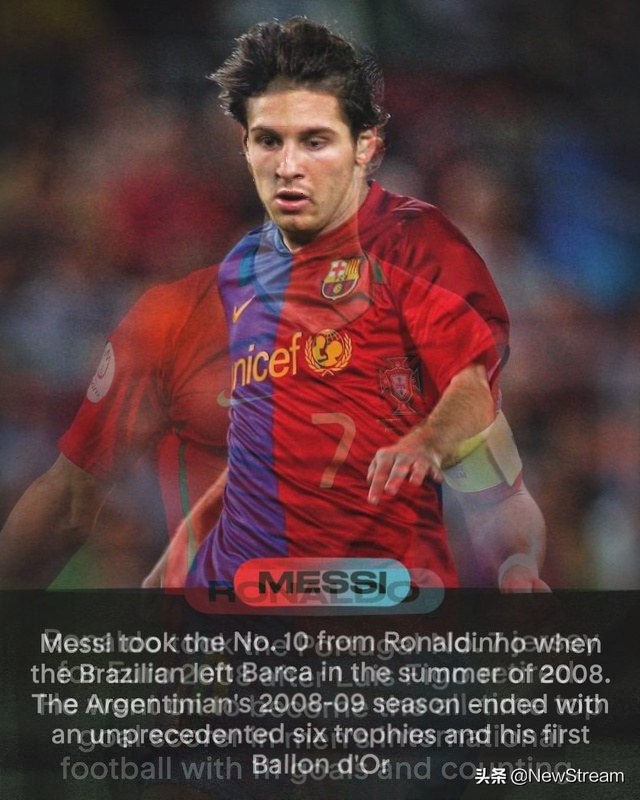 unicef
7
MESSI
RONALDO
Messi took the No. 10 from Ronaldinho when
the Brazilian left Barca in the summer of 2008.
The Argentinian's 2008-09 season ended with
an unprecedented six trophies and his first
Ballon d'Or
international
football with goals and counting
头条 @NewStream